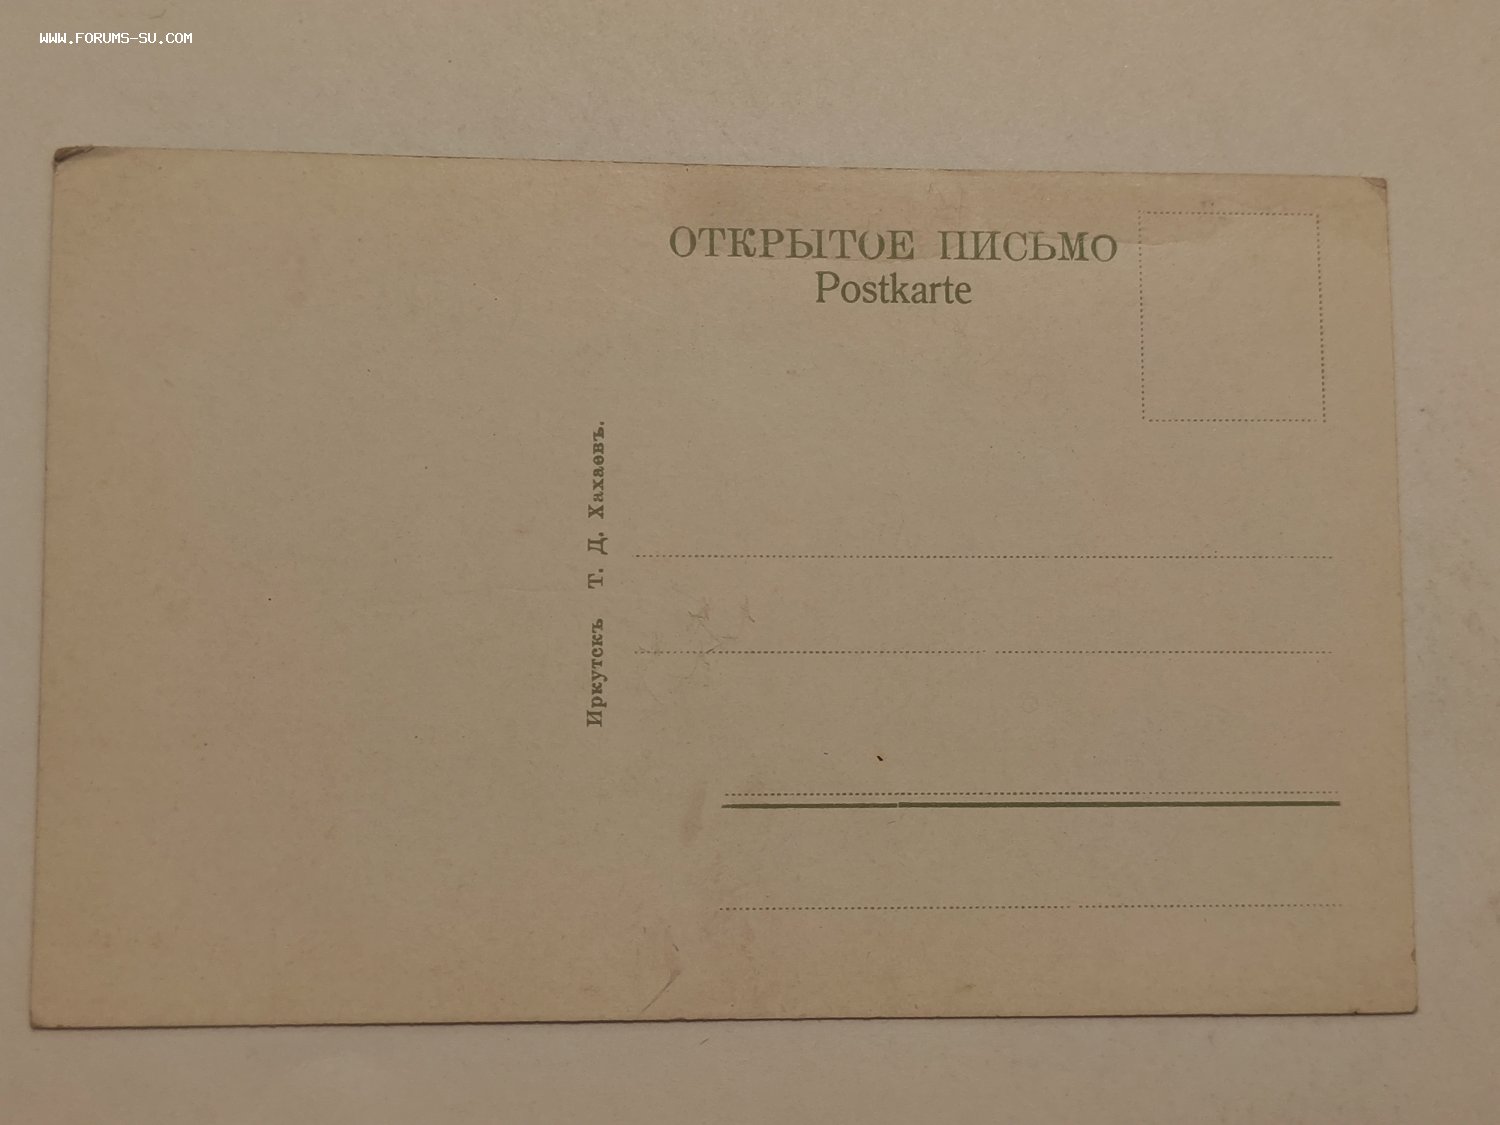 WWW.FORUMS-SU.COM
ОТКРЫТОЕ ПИСЬМО
Postkarte
Иркутскъ Т. Д. Хахаевъ.